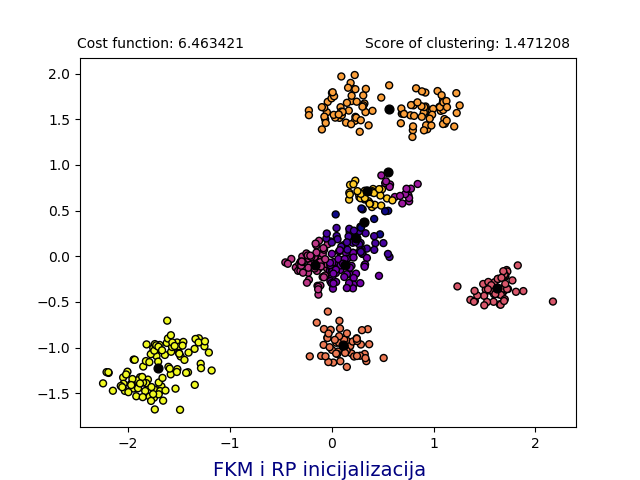 Cost function: 6.463421 Score of clustering: 1.471208
2.0
1.5
1.0
0.5
0.0
−0.5
−1.0
−1.5
−2 −1 0 1 2
FKM i RP inicijalizacija